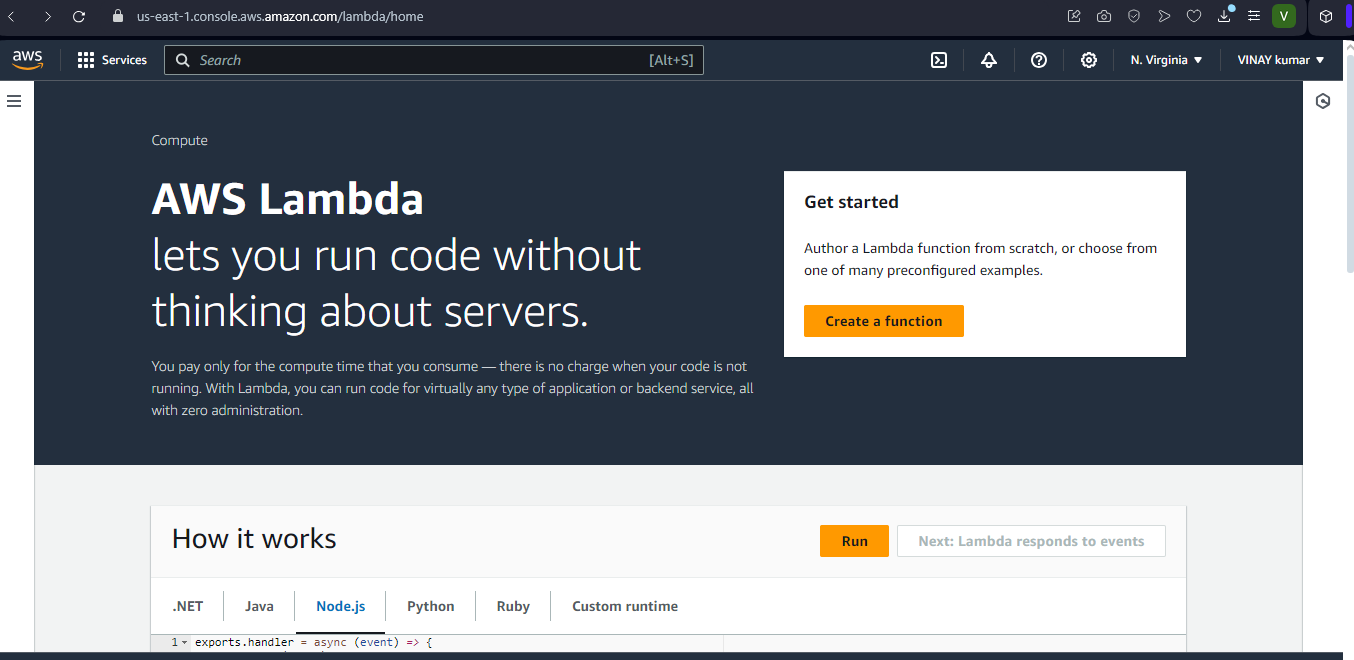 us-east-1.console.aws.amazon.com/lambda/home
V
aws
Services
Search
[Alt+S]
N. Virginia
VINAY kumar
Compute
AWS Lambda
lets you run code without
thinking about servers.
You pay only for the compute time that you consume — there is no charge when your code is not
running. With Lambda, you can run code for virtually any type of application or backend service, all
with zero administration.
Get started
Author a Lambda function from scratch, or choose from
one of many preconfigured examples.
Create a function
How it works
Run
Next: Lambda responds to events
.NET
Java
Node.js
Python
Ruby
Custom runtime
1 exports.handler = async (event) => {